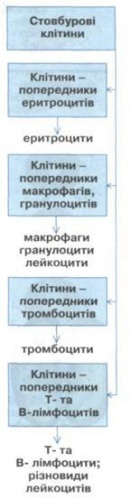 Стовбурові
клітини
Клітини –
попередники
еритроцитів
еритроцити
Клітини –
попередники
макрофагів,
гранулоцитів
макрофаги
гранулоцити
лейкоцити
Клітини –
попередники
тромбоцитів
тромбоцити
Клітини –
попередники
Т- та
В-лімфоцитів
Т- та
В- лімфоцити;
різновиди
лейкоцитів